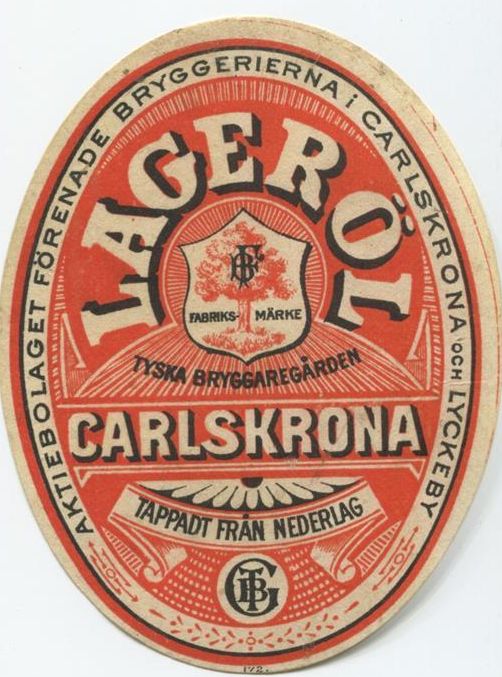 AKTIEBOLAGET FÖRENADE BRYGGERIERNA i CARLSKRONA OCH LYCKEBY
LAGERÖL
FABRIKS- MÄRKE
TYSKA BRYGGAREGÅRDEN
CARLSKRONA
TAPPADT FRÅN NEDERLAG
172.